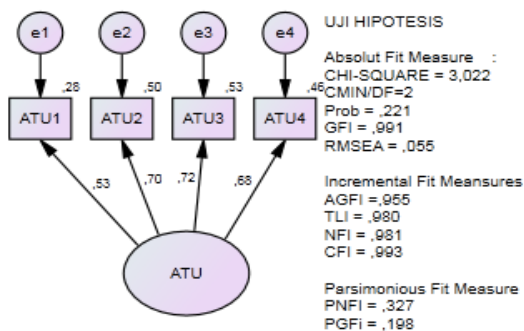 e1 e2 e3 e4
,28 ,50 ,53 ,46
ATU1 ATU2 ATU3 ATU4
,53 ,70 ,72 ,68
ATU
UJI HIPOTESIS
Absolut Fit Measure :
CHI-SQUARE = 3,022
CMIN/DF=2
Prob = ,221
GFI = ,991
RMSEA = ,055
Incremental Fit Meansures
AGFI =,955
TLI = ,980
NFI = ,981
CFI = ,993
Parsimonious Fit Measure
PNFI = ,327
PGFi = ,198